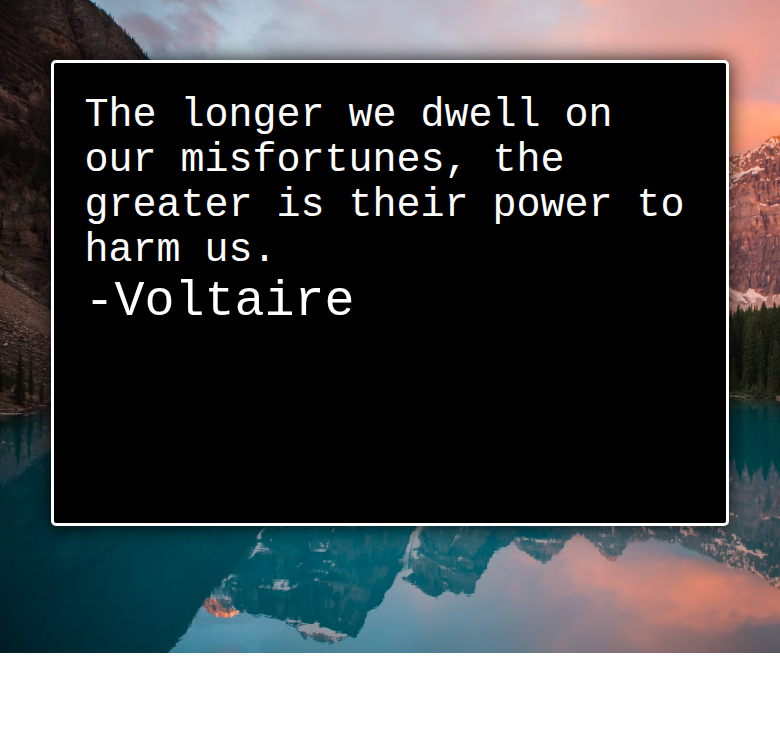 The longer we dwell on
our misfortunes, the
greater is their power to
harm us.
-Voltaire